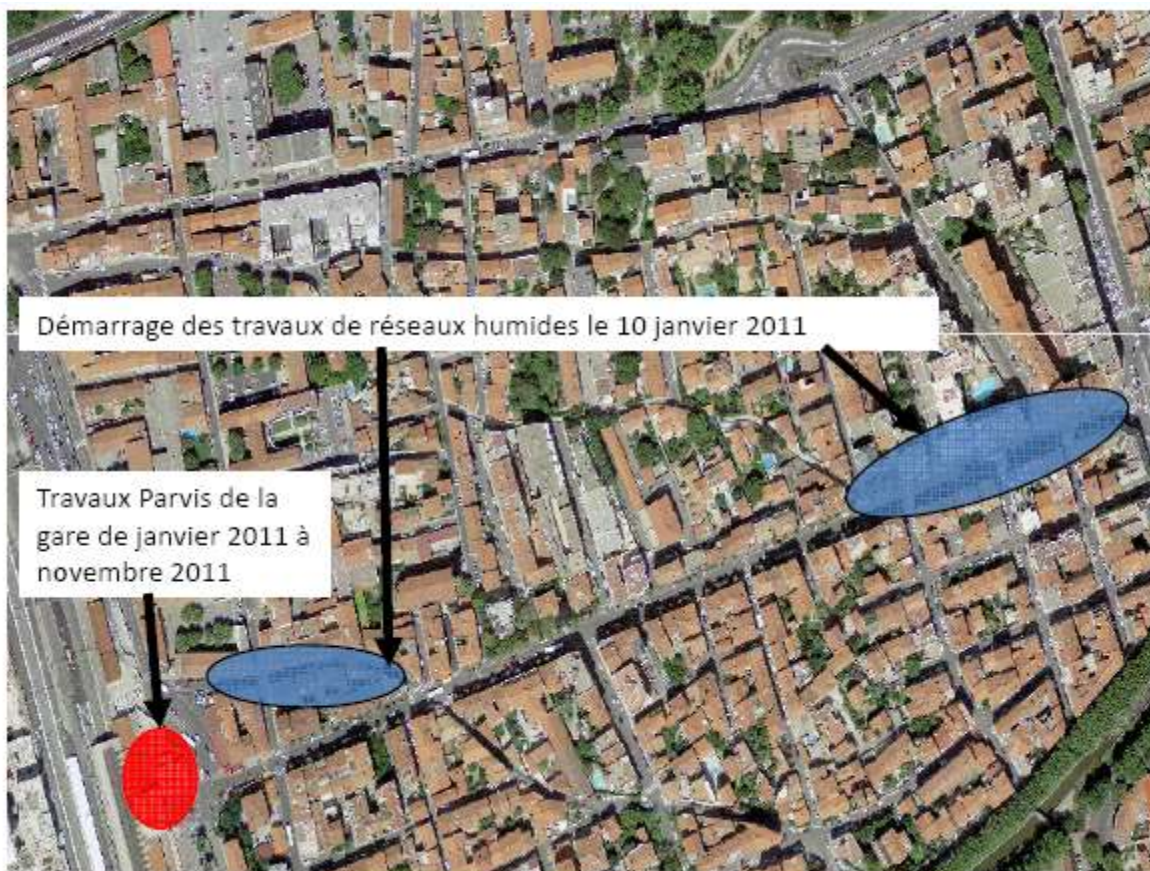 Démarrage des travaux de réseaux humides le 10 janvier 2011
Travaux Parvis de la
gare de janvier 2011 à
novembre 2011